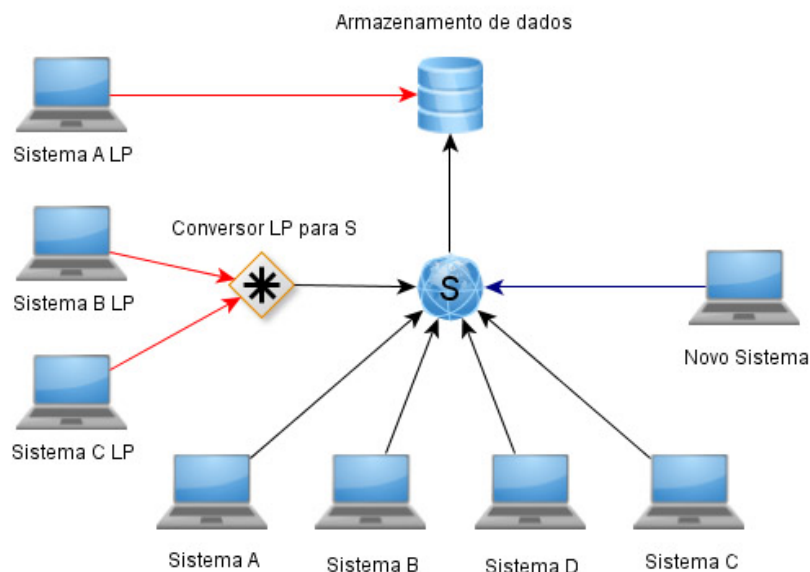 Armazenamento de dados
Sistema A LP
Conversor LP para S
Sistema B LP
S
Novo Sistema
Sistema C LP
Sistema A
Sistema B
Sistema D
Sistema C